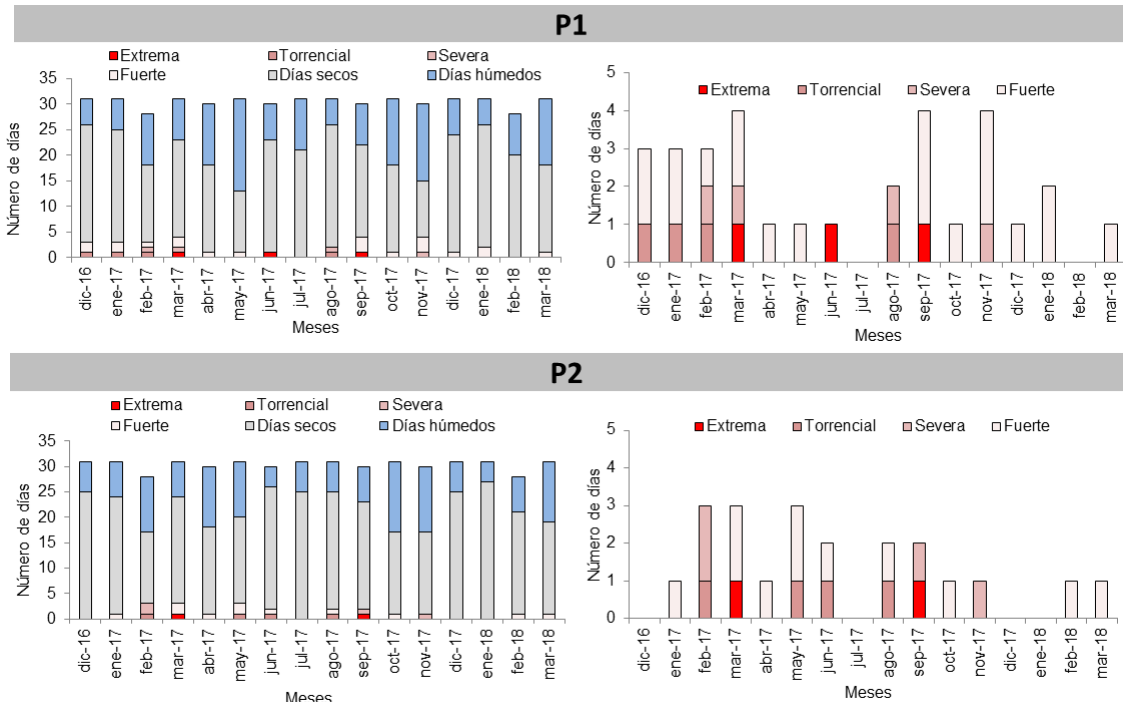 P1
Extrema Torrencial Severa
Fuerte Días secos Días húmedos
Número de días
35
30
25
20
15
10
5
0
dic-16 ene-17 feb-17 mar-17 abr-17 may-17 jun-17 jul-17 ago-17 sep-17 oct-17 nov-17 dic-17 ene-18 feb-18 mar-18
Meses
Extrema Torrencial Severa Fuerte
Número de días
5
4
3
2
1
0
dic-16 ene-17 feb-17 mar-17 abr-17 may-17 jun-17 jul-17 ago-17 sep-17 oct-17 nov-17 dic-17 ene-18 feb-18 mar-18
Meses
P2
Extrema Torrencial Severa
Fuerte Días secos Días húmedos
Número de días
35
30
25
20
15
10
5
0
dic-16 ene-17 feb-17 mar-17 abr-17 may-17 jun-17 jul-17 ago-17 sep-17 oct-17 nov-17 dic-17 ene-18 feb-18 mar-18
Meses
Extrema Torrencial Severa Fuerte
Número de días
5
4
3
2
1
0
dic-16 ene-17 feb-17 mar-17 abr-17 may-17 jun-17 jul-17 ago-17 sep-17 oct-17 nov-17 dic-17 ene-18 feb-18 mar-18
Meses